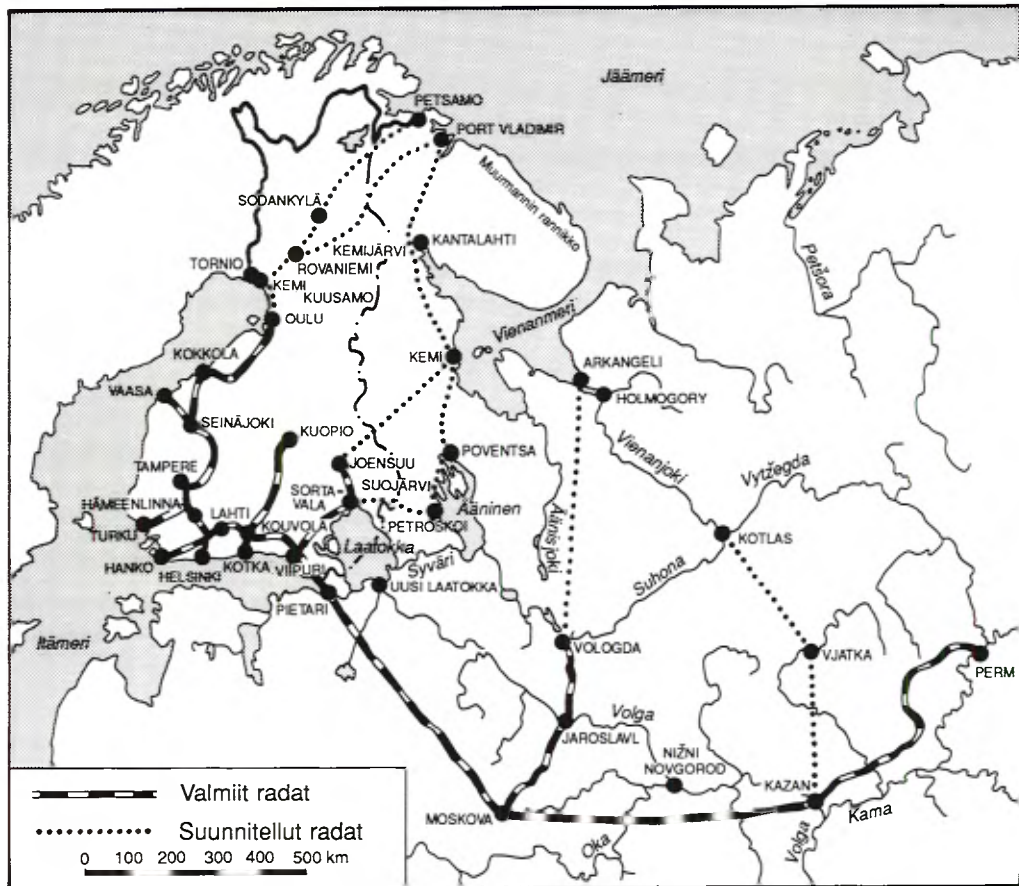 Jäämeri
PETSAMO
PORT VLADIMIR
Muurmannin rannikko
SODANKYLÄ
KANTALAHTI
KEMIJÄRVI
ROVANIEMI
TORNIO
KEMI
KUUSAMO
Petšora
OULU
Vienanmeri
KOKKOLA
KEMI
ARKANGELI
VAASA
HOLMOGORY
SEINÄJOKI
KUOPIO
Vienanjoki
JOENSUU
POVENTSA
TAMPERE
SUOJÄRVI
Vytžegda
HÄMEENLINNA
SORTA-
VALA
Ääninen
LAHTI
TURKU
KOUVOLA
PETROSKOI
Äänisjoki
KOTLAS
HANKO
HELSINKI
KOTKA
VIIPURI
Laatokka
Syväri
Suhona
PIETARI
UUSI LAATOKKA
Itämeri
VOLOGDA
VJATKA
PERM
Volga
JAROSLAVL
NIŽNI
NOVGOROD
KAZAN
MOSKOVA
Oka
Volga
Kama
Valmiit radat
Suunnitellut radat
0 100 200 300 400 500 km